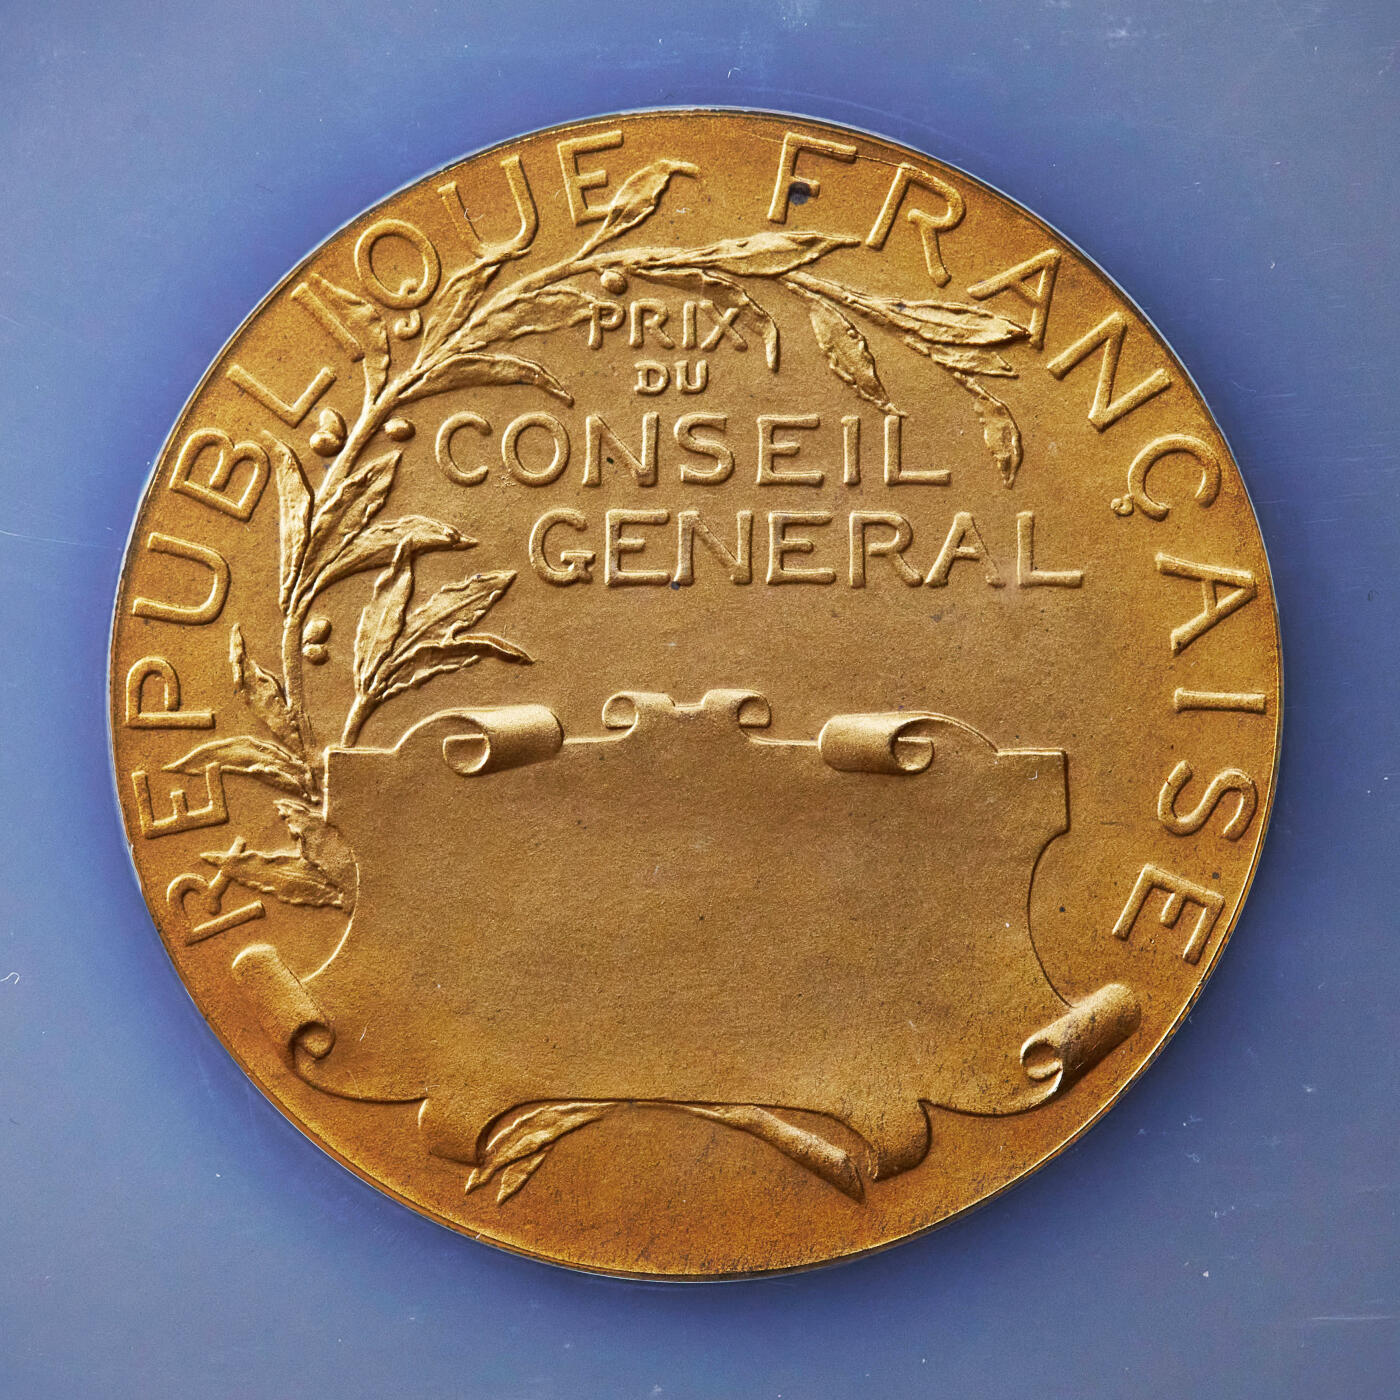 REPUBLIQUE FRANÇAISE
PRIX
DU
CONSEIL
GENERAL